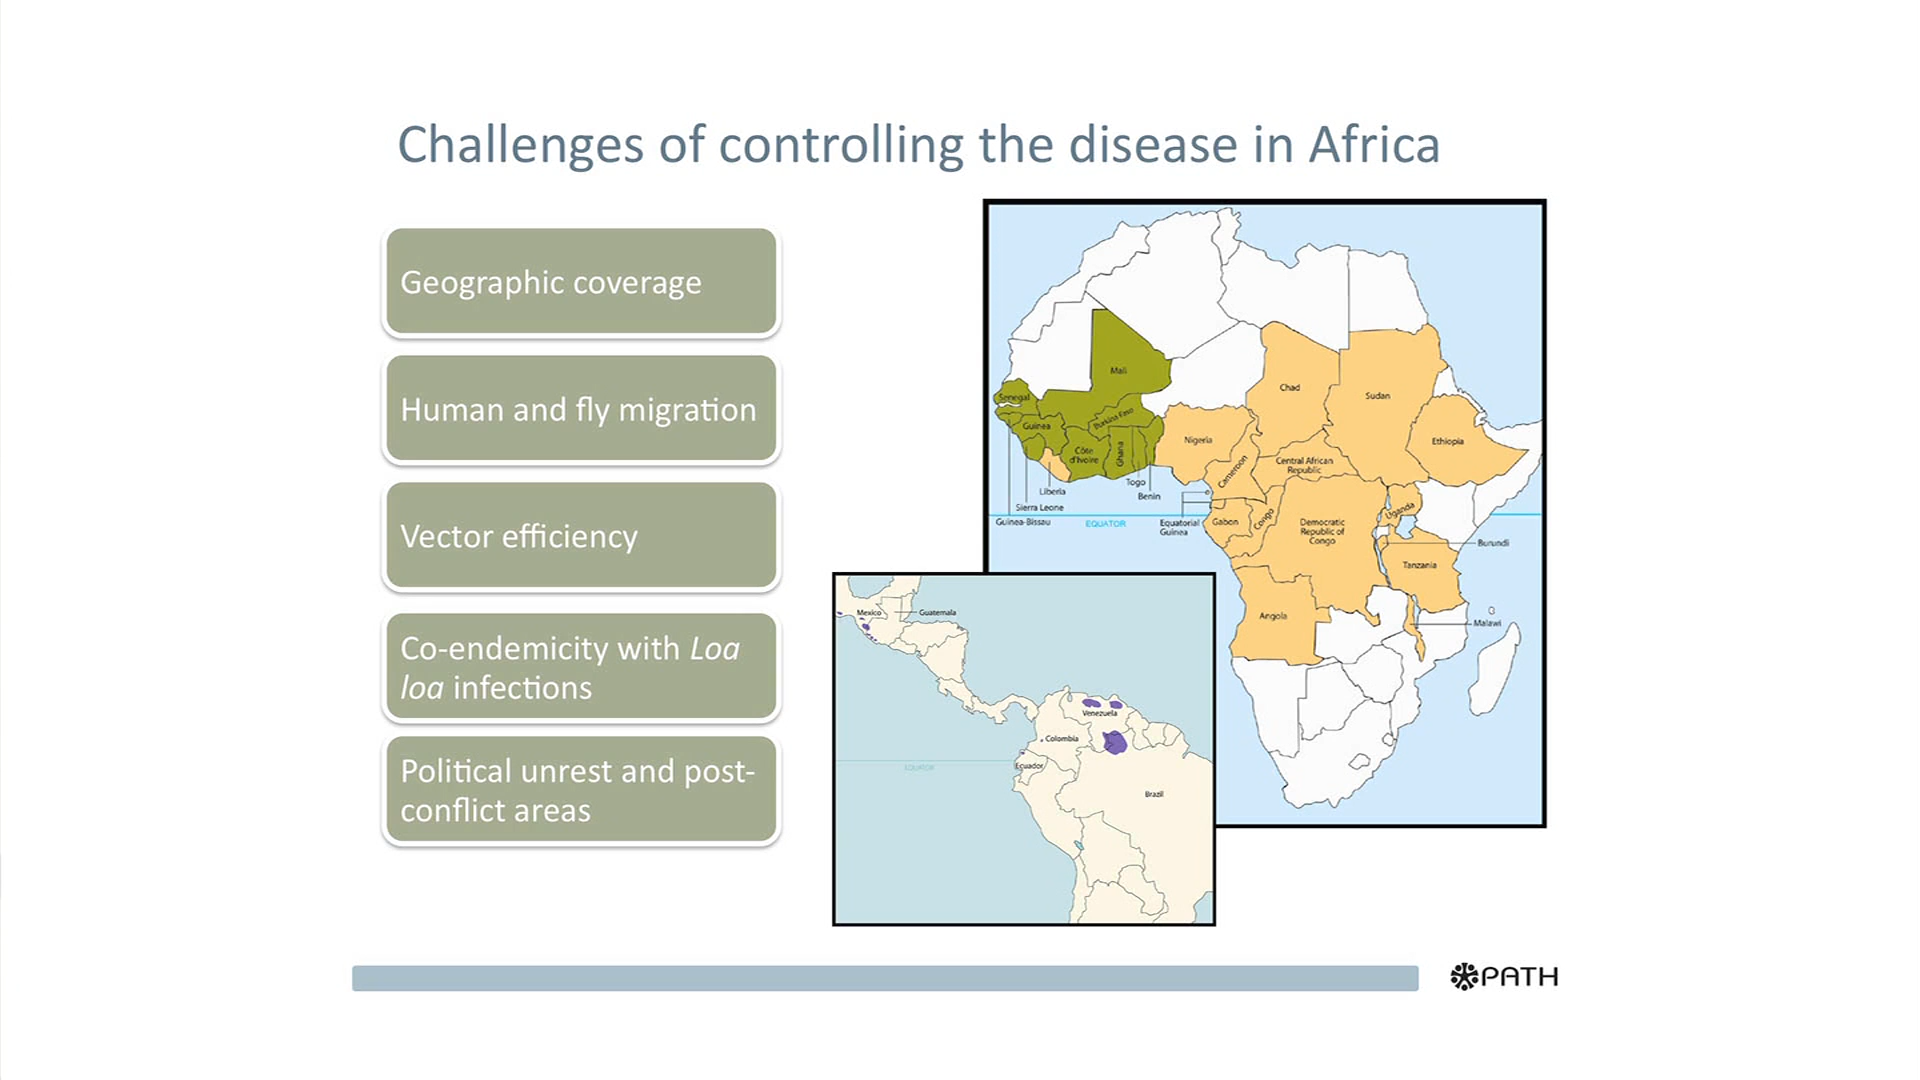 Challenges of controlling the disease in Africa
Geographic coverage
Human and fly migration
Vector efficiency
Co-endemicity with Loa
loa infections
Political unrest and post-
conflict areas
Mali
Senegal
Guinea
Burkina Faso
Côte
d'Ivoire
Ghana
Liberia
Togo
Benin
Sierra Leone
Guinea-Bissau
EQUATOR
Equatorial
Guinea
Nigeria
Cameroon
Chad
Sudan
Ethiopia
Central African
Republic
Gabon
Congo
Democratic
Republic of
Congo
Uganda
Burundi
Tanzania
Angola
Malawi
Mexico
Guatemala
Venezuela
Colombia
Ecuador
EQUATOR
Brazil
PATH